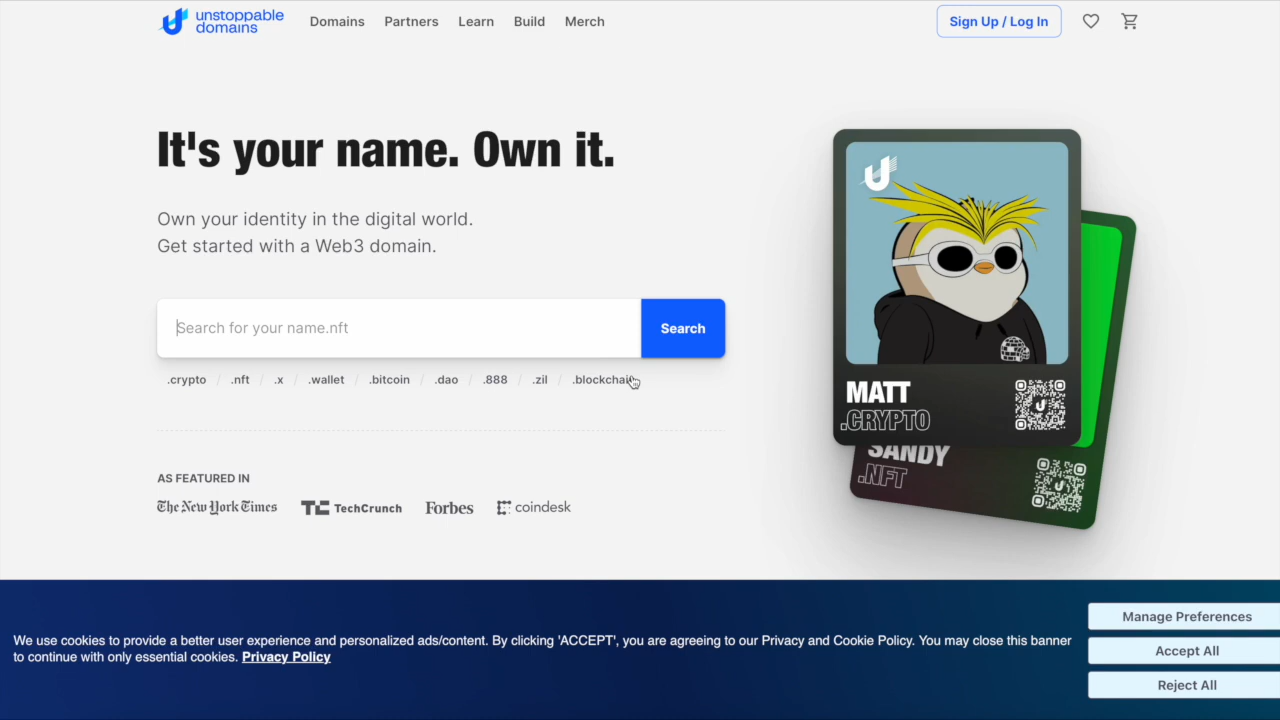 unstoppable
domains
Domains
Partners
Learn
Build
Merch
Sign Up / Log In
It's your name. Own it.
Own your identity in the digital world.
Get started with a Web3 domain.
Search for your name.nft
Search
.crypto / .nft / .x / .wallet / .bitcoin / .dao / .888 / .zil / .blockchain
AS FEATURED IN
The New York Times
TechCrunch
Forbes
coindesk
MATT
.CRYPTO
SANDY
.NFT
We use cookies to provide a better user experience and personalized ads/content. By clicking 'ACCEPT', you are agreeing to our Privacy and Cookie Policy. You may close this banner
to continue with only essential cookies. Privacy Policy
Manage Preferences
Accept All
Reject All